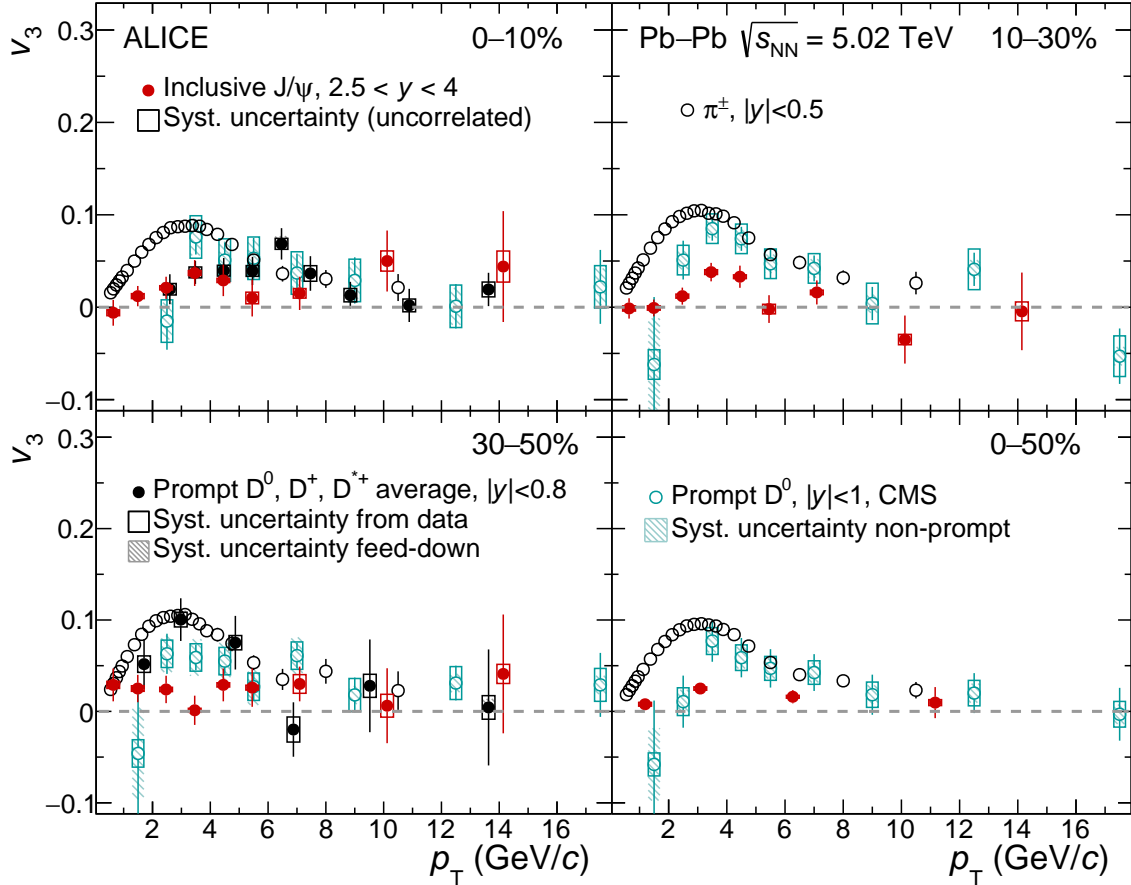 ALICE 0–10%
Inclusive J/ψ, 2.5 < y < 4
Syst. uncertainty (uncorrelated)
Pb–Pb √s_NN = 5.02 TeV 10–30%
π±, |y|<0.5
v3
0.3
0.2
0.1
0
−0.1
30–50%
Prompt D0, D+, D*+ average, |y|<0.8
Syst. uncertainty from data
Syst. uncertainty feed-down
0–50%
Prompt D0, |y|<1, CMS
Syst. uncertainty non-prompt
v3
0.3
0.2
0.1
0
−0.1
2 4 6 8 10 12 14 16
pT (GeV/c)
2 4 6 8 10 12 14 16
pT (GeV/c)